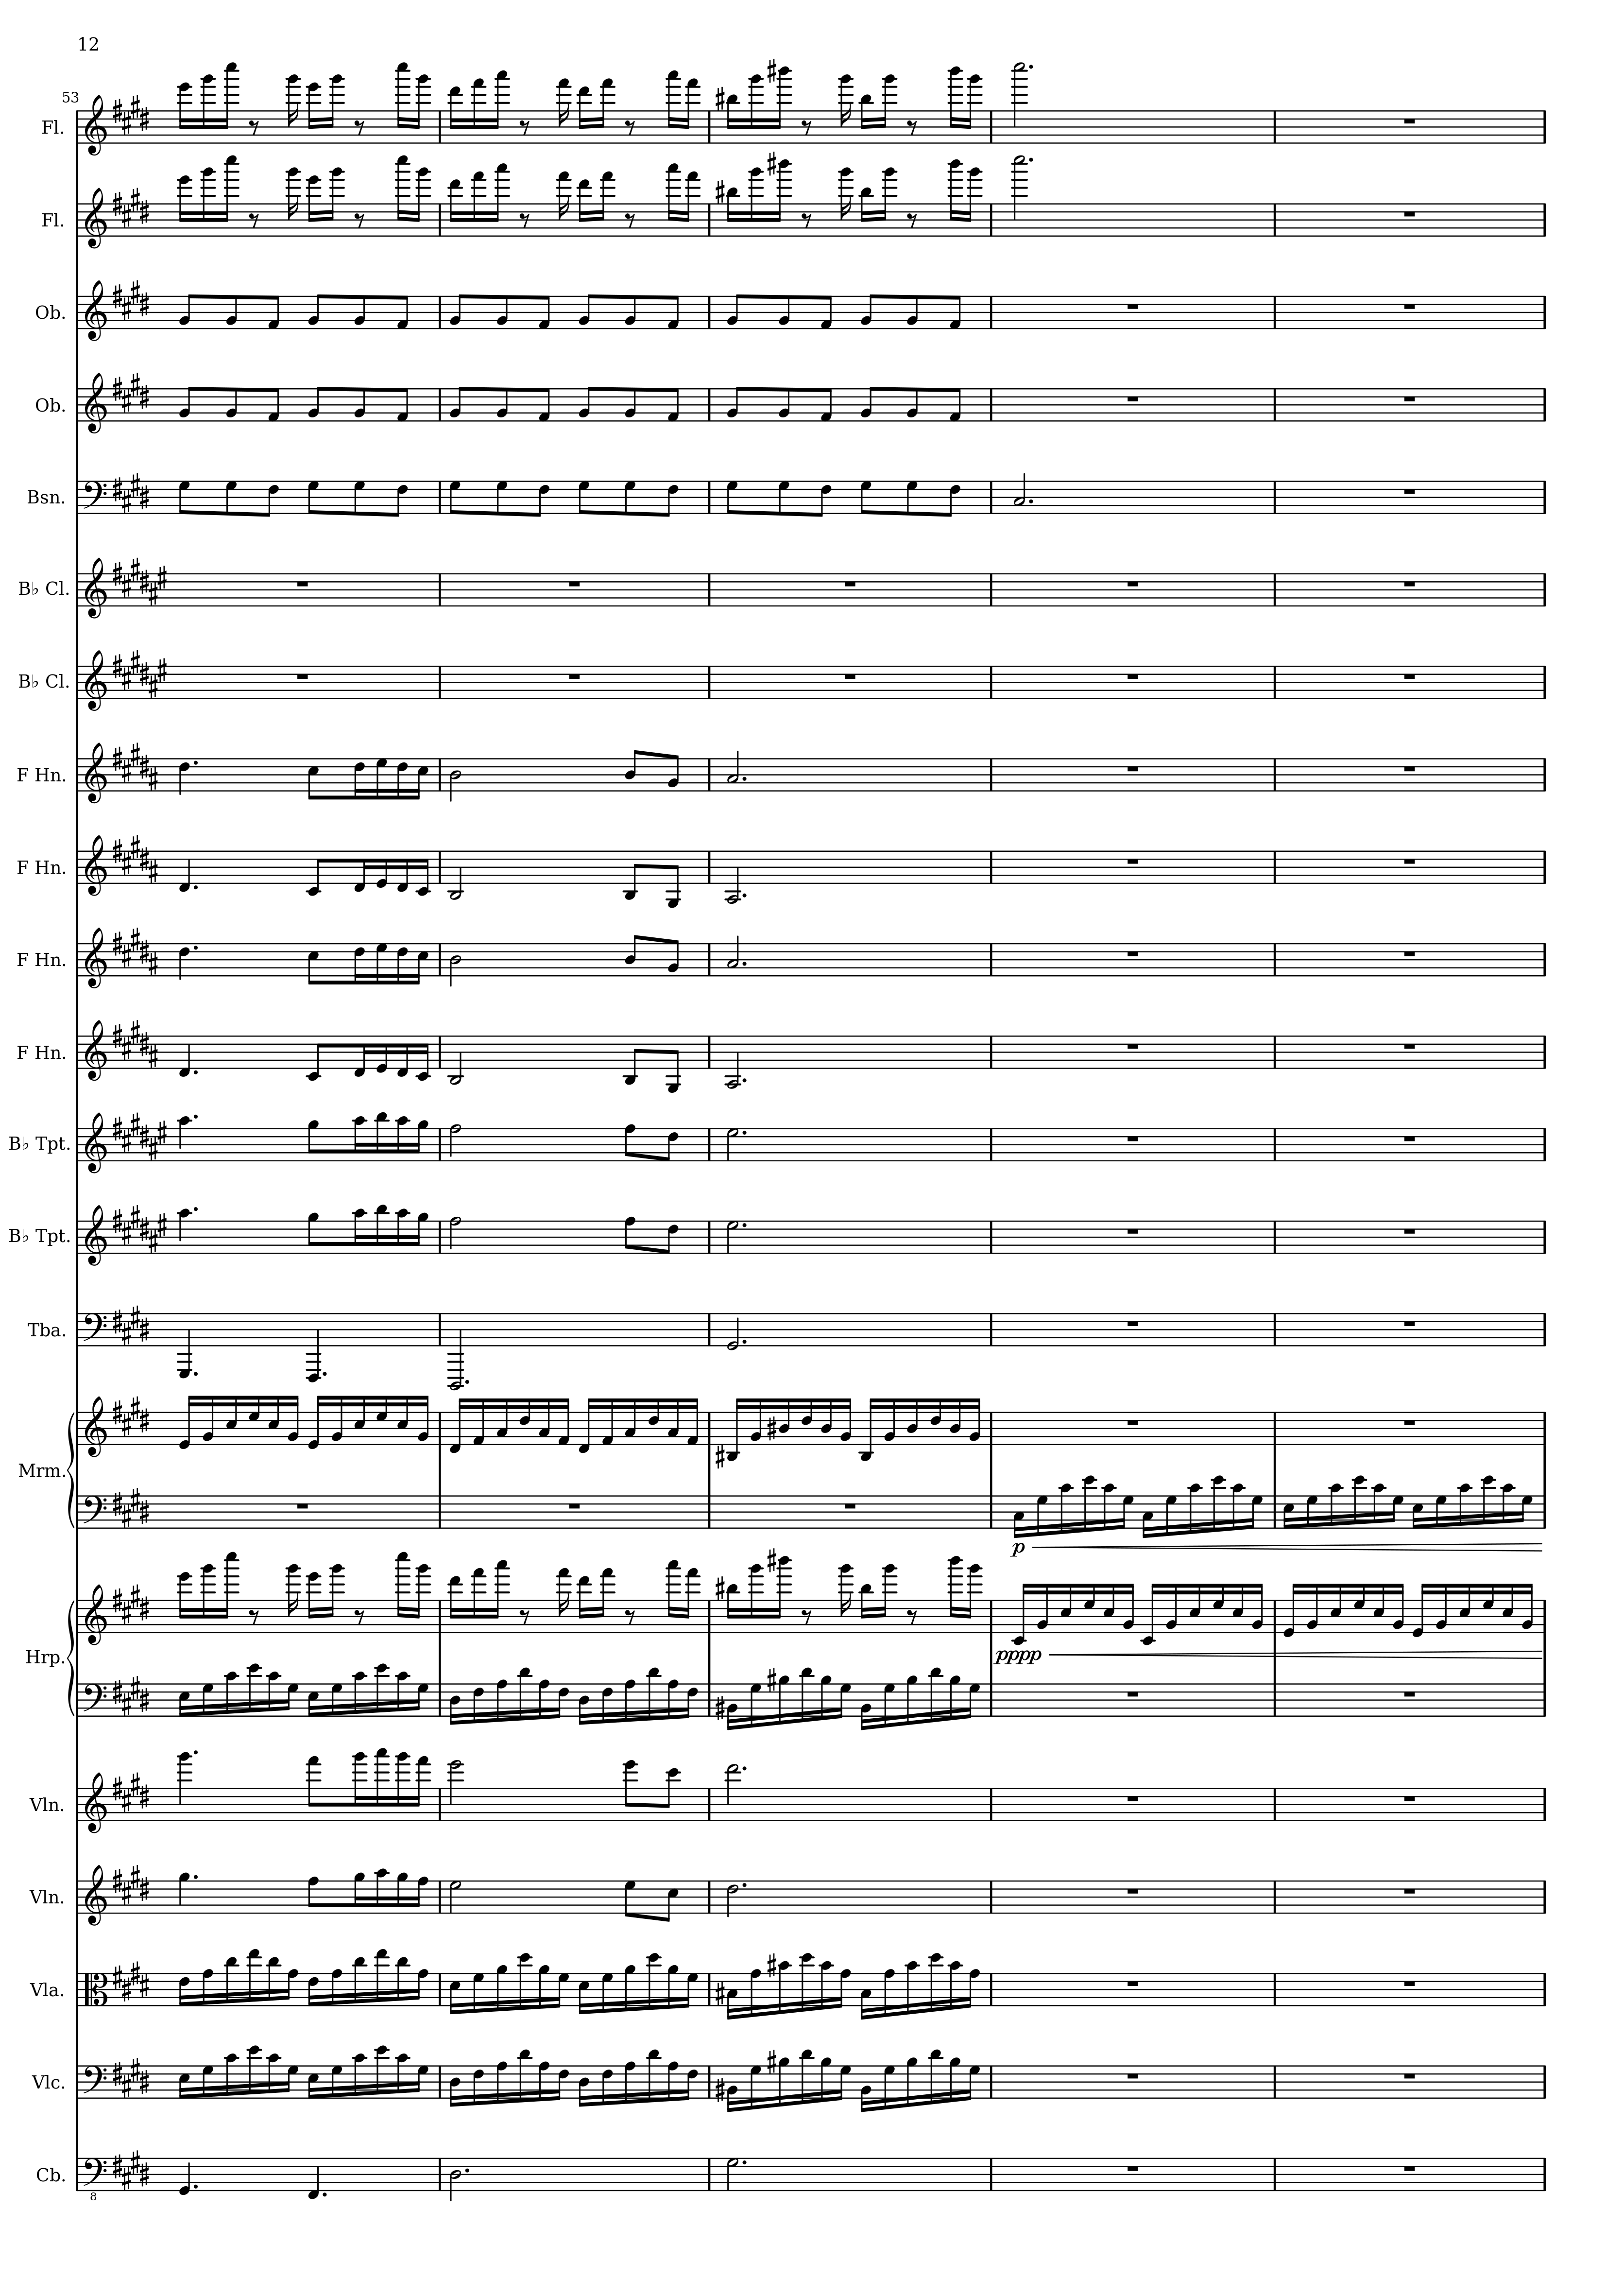 12
53
Fl.
Fl.
Ob.
Ob.
Bsn.
B♭ Cl.
B♭ Cl.
F Hn.
F Hn.
F Hn.
F Hn.
B♭ Tpt.
B♭ Tpt.
Tba.
Mrm.
p
Hrp.
pppp
Vln.
Vln.
Vla.
Vlc.
Cb.
8